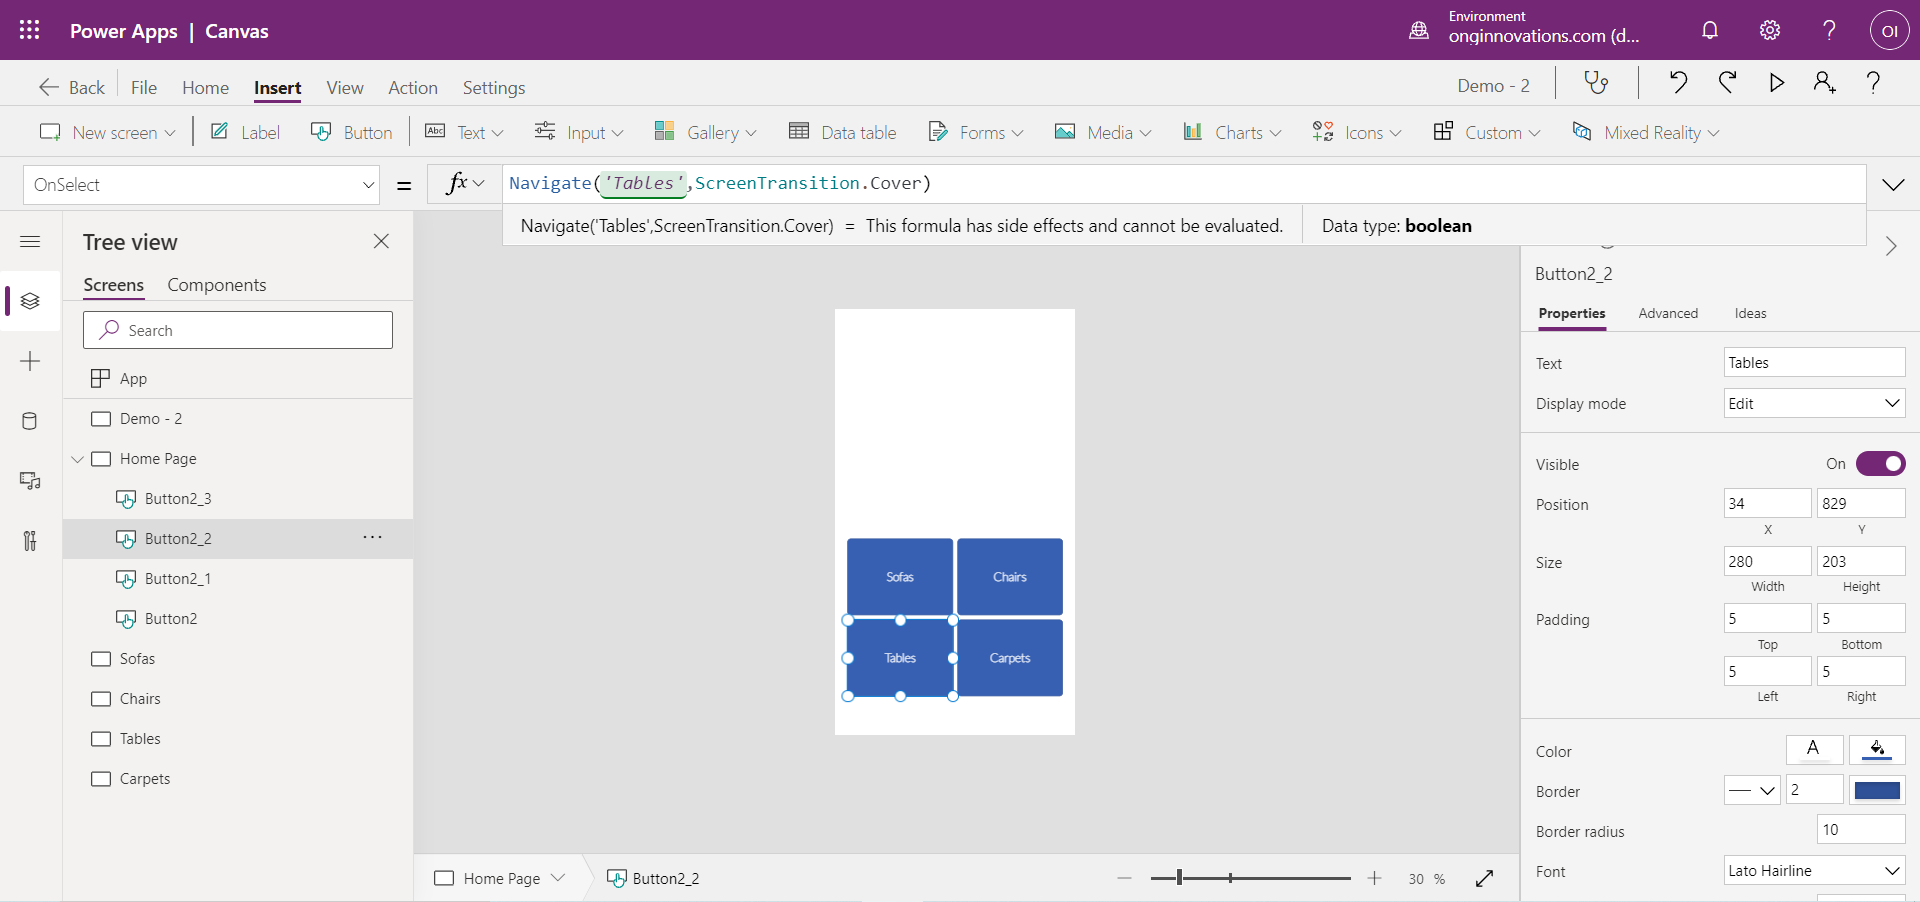 Power Apps | Canvas
Environment
onginnovations.com (d...
OI
Back
File
Home
Insert
View
Action
Settings
Demo - 2
New screen
Label
Button
Abc
Text
Input
Gallery
Data table
Forms
Media
Charts
Icons
Custom
Mixed Reality
OnSelect
=
fx
Navigate('Tables',ScreenTransition.Cover)
Navigate('Tables',ScreenTransition.Cover) = This formula has side effects and cannot be evaluated.
Data type: boolean
Tree view
Screens
Components
Search
App
Demo - 2
Home Page
Button2_3
Button2_2
Button2_1
Button2
Sofas
Chairs
Tables
Carpets
Sofas
Chairs
Tables
Carpets
Button2_2
Properties
Advanced
Ideas
Text
Tables
Display mode
Edit
Visible
On
Position
34
829
X
Y
Size
280
203
Width
Height
Padding
5
5
Top
Bottom
5
5
Left
Right
Color
A
Border
2
Border radius
10
Font
Lato Hairline
Home Page
Button2_2
30 %